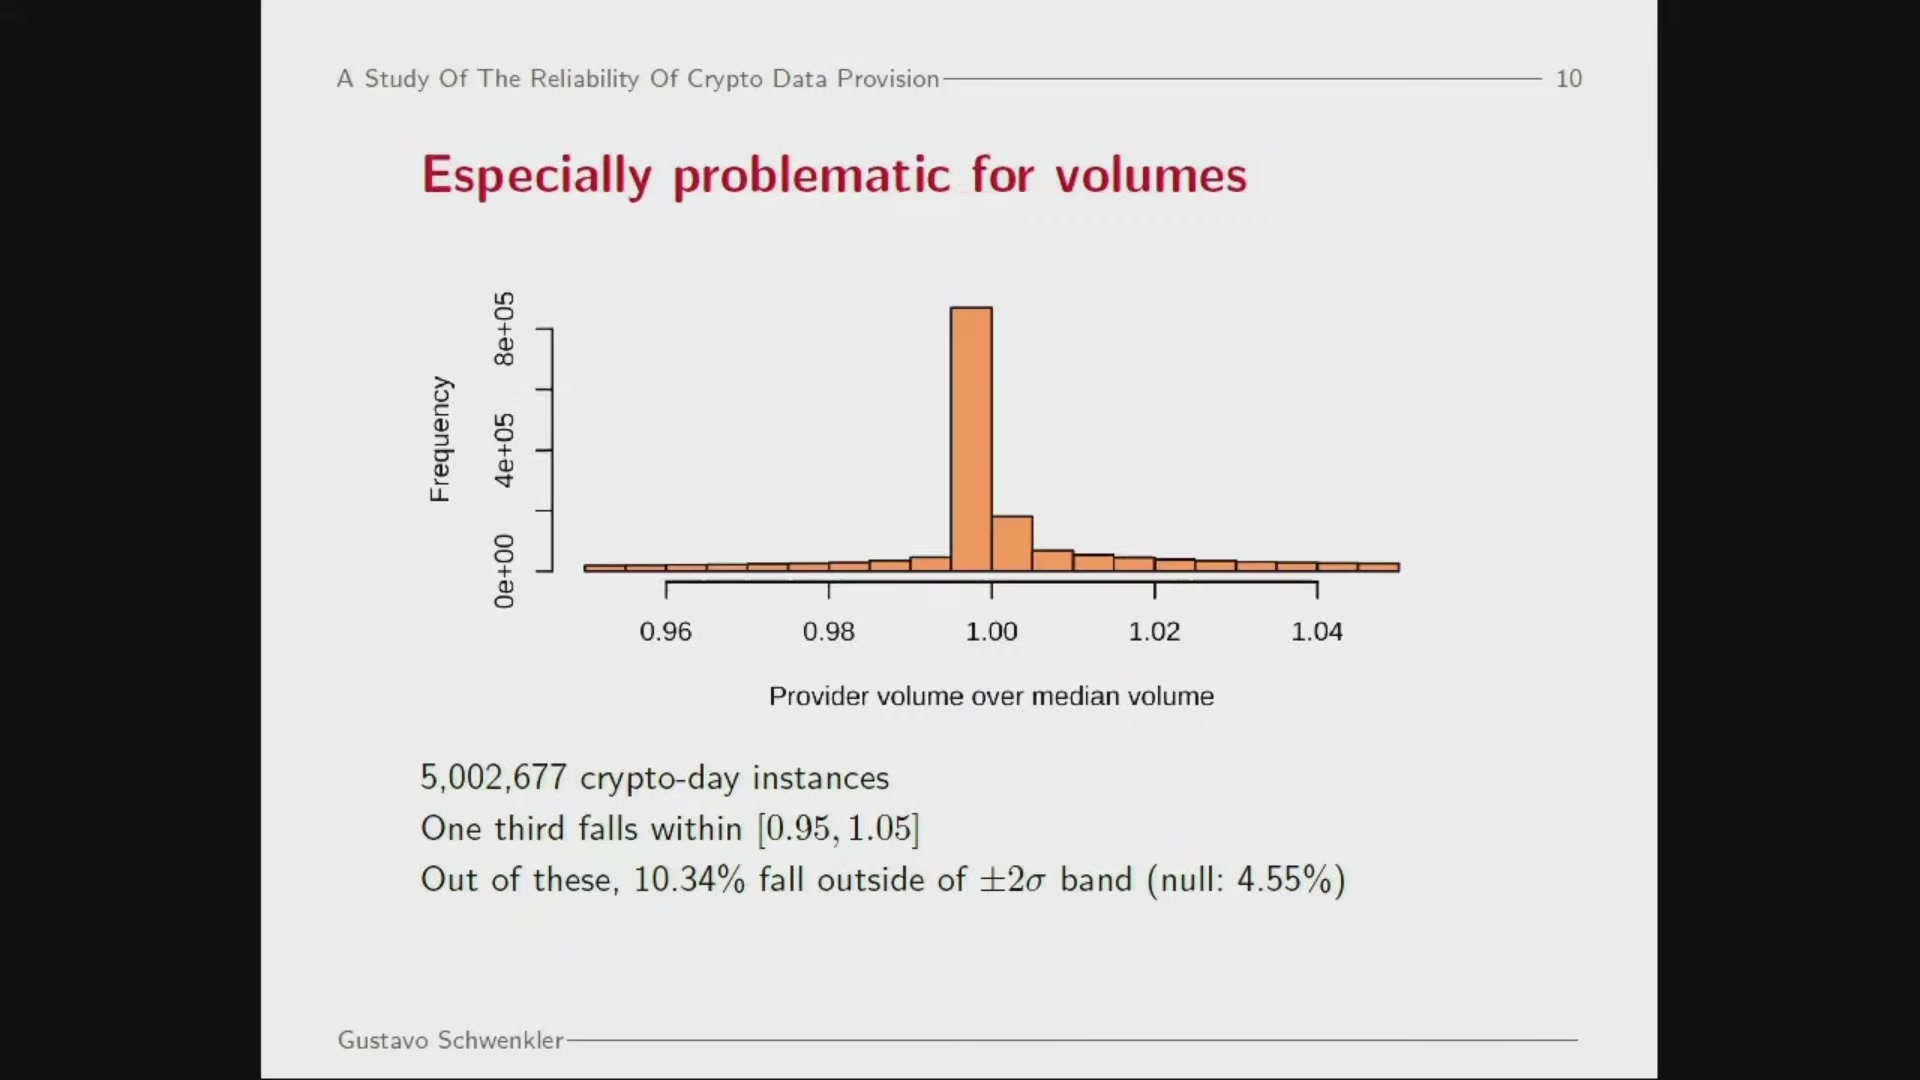 A Study Of The Reliability Of Crypto Data Provision 10
Especially problematic for volumes
Frequency
8e+05
4e+05
0e+00
0.96 0.98 1.00 1.02 1.04
Provider volume over median volume
5,002,677 crypto-day instances
One third falls within [0.95, 1.05]
Out of these, 10.34% fall outside of ±2σ band (null: 4.55%)
Gustavo Schwenkler